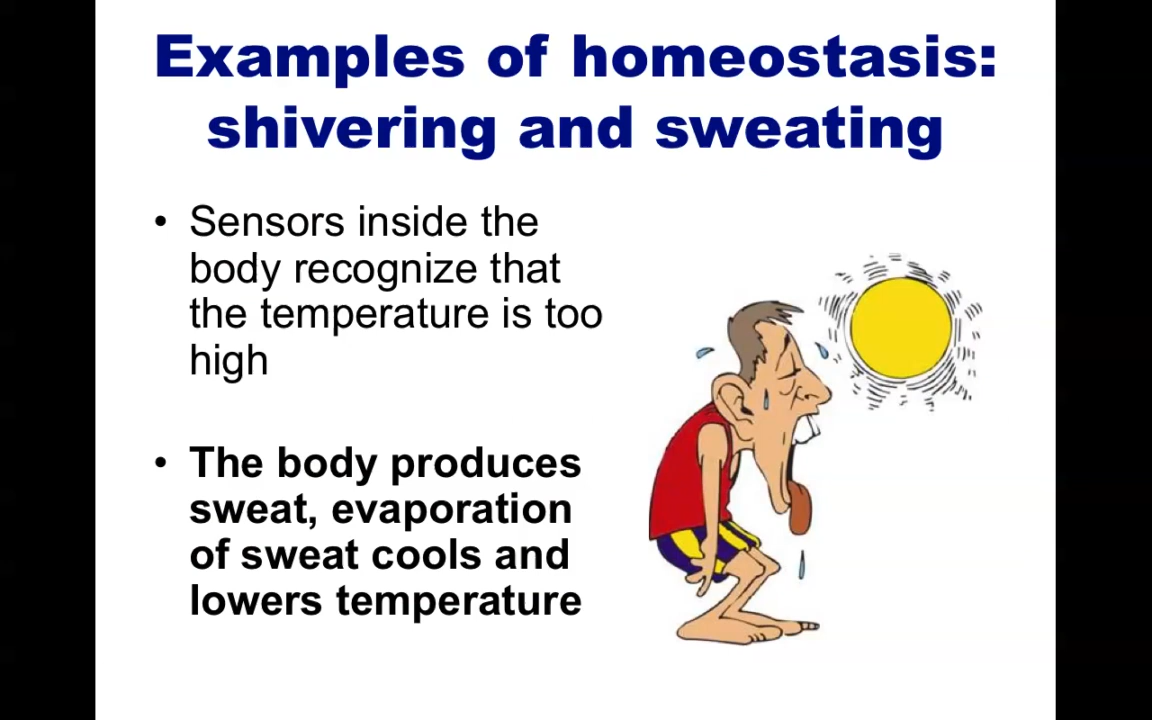 Examples of homeostasis:
shivering and sweating
• Sensors inside the
body recognize that
the temperature is too
high
• The body produces
sweat, evaporation
of sweat cools and
lowers temperature